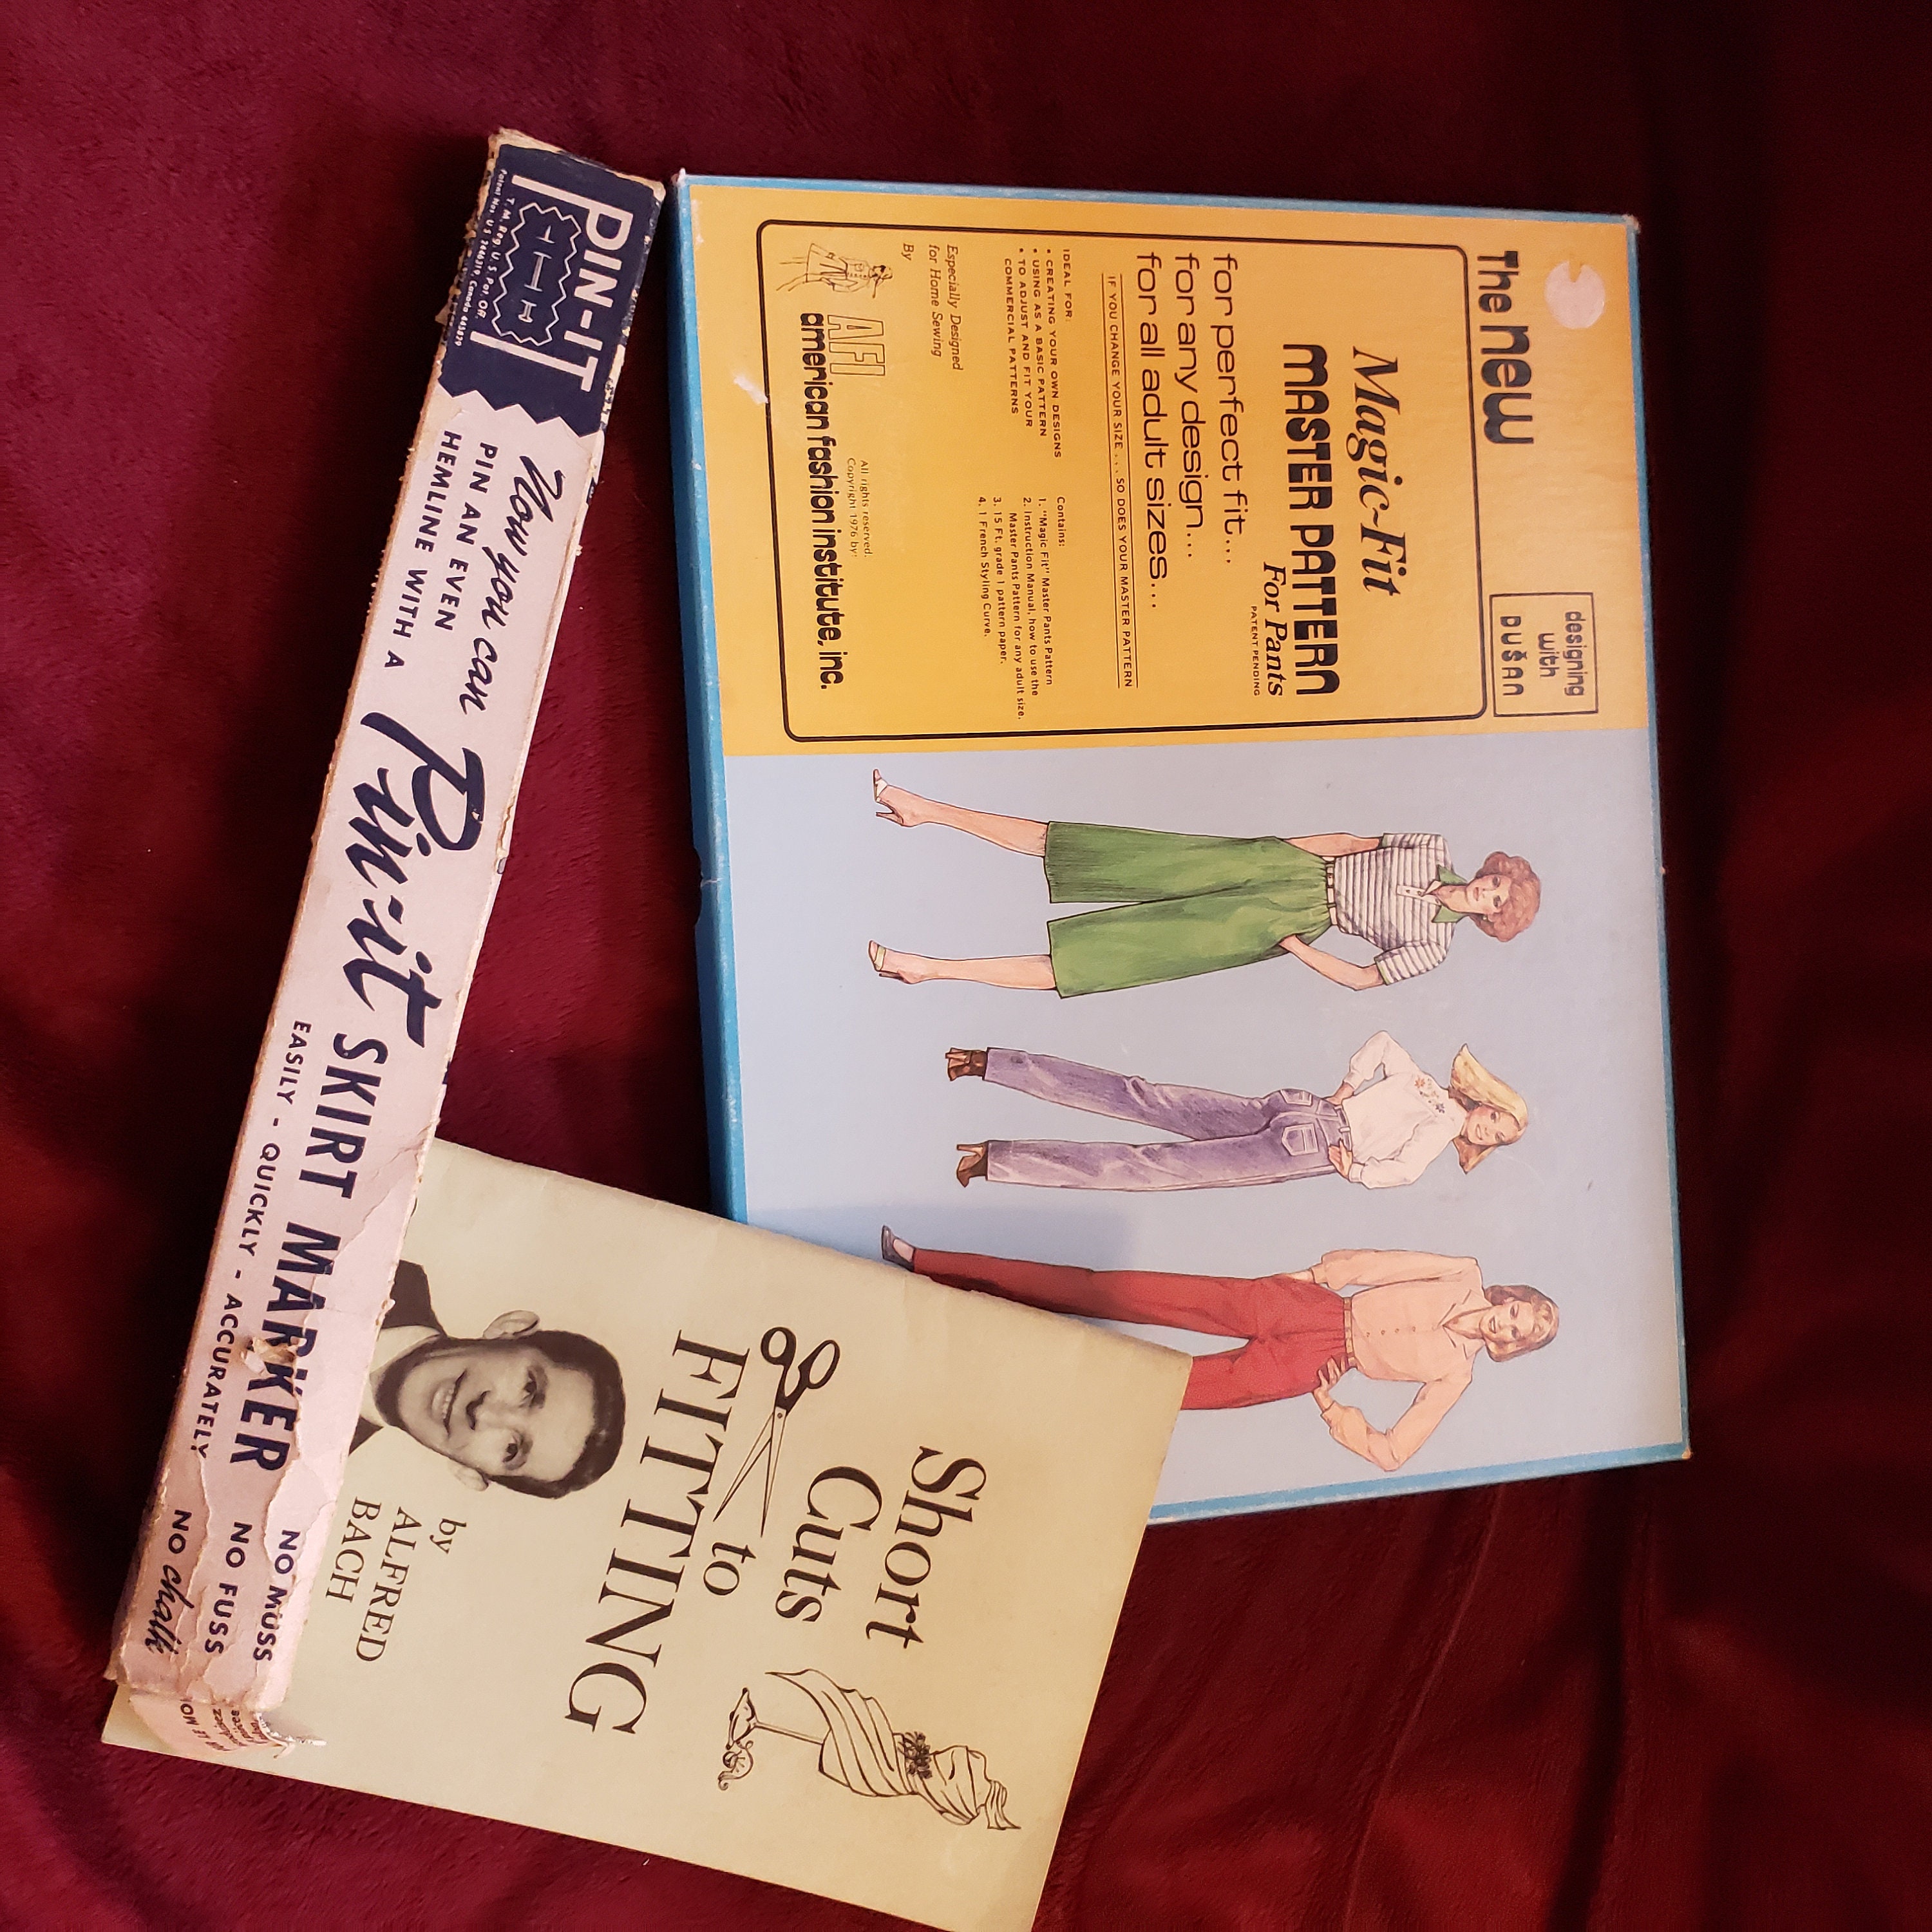 The new
designing
with
DUŠAN
Magic~Fit
MASTER PATTERN
For Pants
PATENT PENDING
for perfect fit...
for any design...
for all adult sizes...
IF YOU CHANGE YOUR SIZE . . . SO DOES YOUR MASTER PATTERN
IDEAL FOR:
• CREATING YOUR OWN DESIGNS
• USING AS A BASIC PATTERN
• TO ADJUST AND FIT YOUR
COMMERCIAL PATTERNS
Contains:
1. "Magic Fit" Master Pants Pattern
2. Instruction Manual, how to use the
Master Pants Pattern for any adult size.
3. 15 Ft. grade 1 pattern paper.
4. 1 French Styling Curve.
Especially Designed
for Home Sewing
By
All rights reserved.
Copyright 1976 by:
AFI
american fashion institute, inc.
PIN-IT
T. M. Reg. U. S. Pat. Off.
Now you can
PIN AN EVEN
HEMLINE WITH A
Pin-it
SKIRT MARKER
EASILY - QUICKLY - ACCURATELY
NO MUSS
NO FUSS
NO chalk
Short
Cuts
to
FITTING
by
ALFRED
BACH